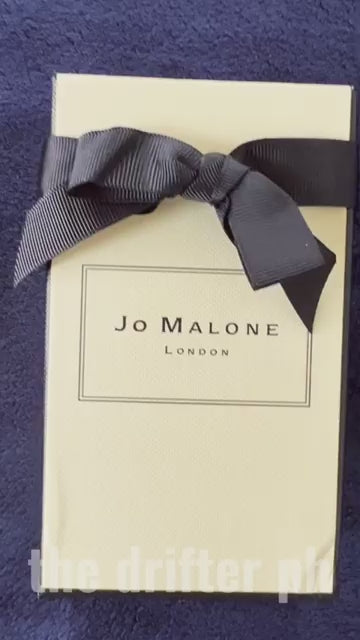 Jo Malone
London
the drifter ph